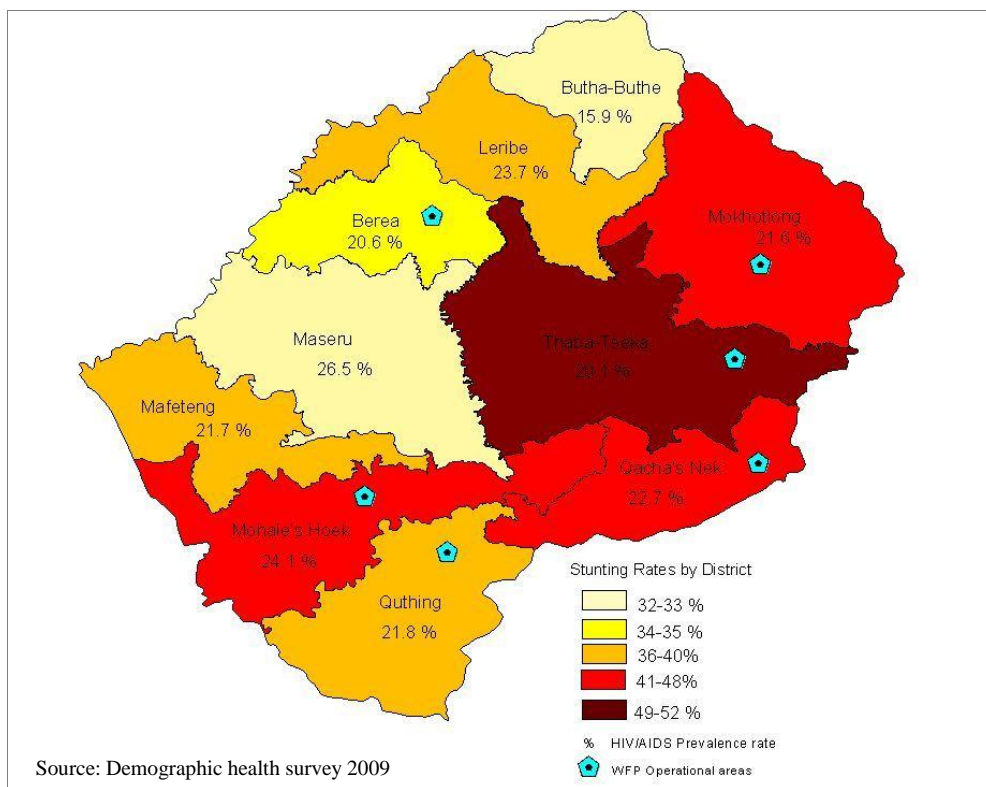 Butha-Buthe
15.9 %
Leribe
23.7 %
Mokhotlong
21.6 %
Berea
20.6 %
Maseru
26.5 %
Thaba-Tseka
20.1 %
Mafeteng
21.7 %
Qacha's Nek
22.7 %
Mohale's Hoek
24.1 %
Quthing
21.8 %
Stunting Rates by District
32-33 %
34-35 %
36-40%
41-48%
49-52 %
% HIV/AIDS Prevalence rate
WFP Operational areas
Source: Demographic health survey 2009